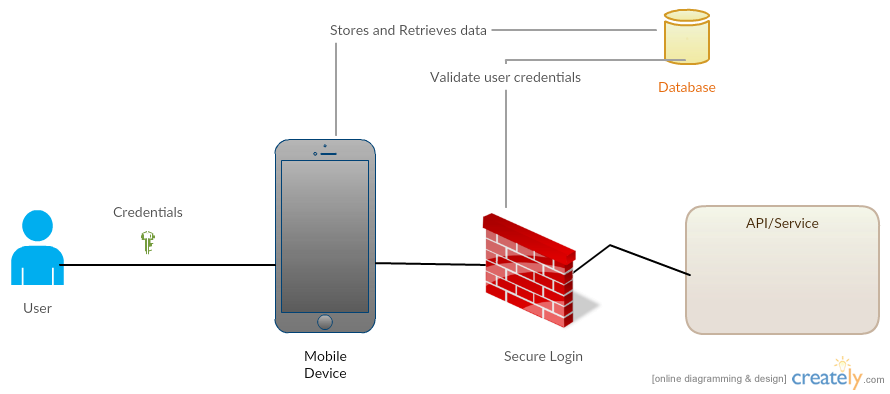 Stores and Retrieves data
Validate user credentials
Database
Credentials
API/Service
User
Mobile
Device
Secure Login
[online diagramming & design] creately.com